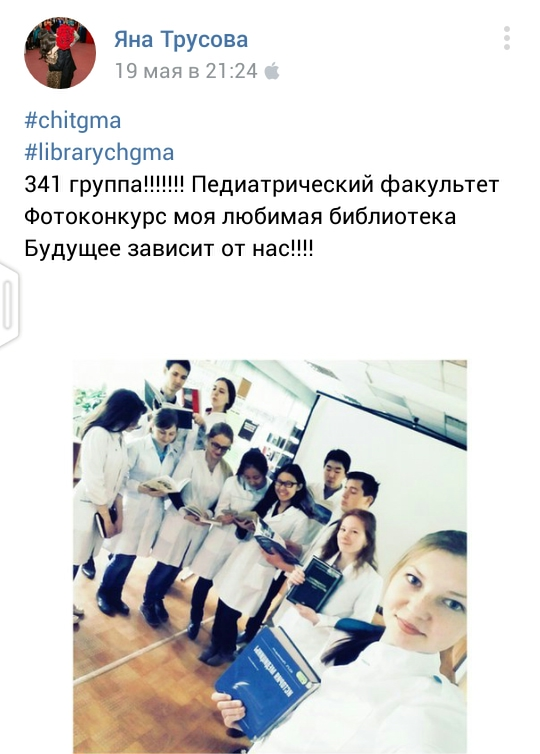 Яна Трусова
19 мая в 21:24
#chitgma
#librarychgma
341 группа!!!!!!! Педиатрический факультет
Фотоконкурс моя любимая библиотека
Будущее зависит от нас!!!!